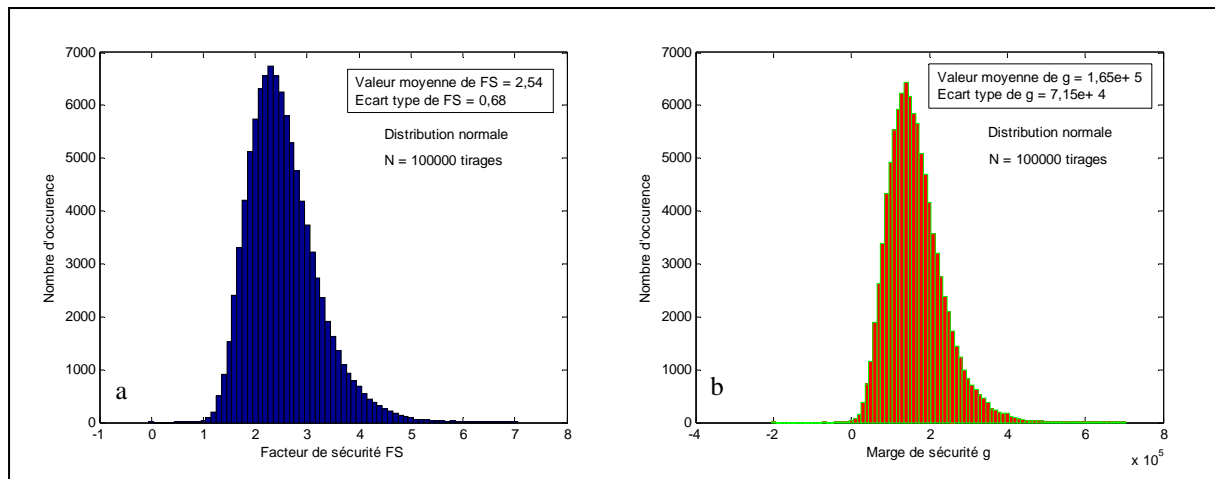 7000
6000
5000
4000
3000
2000
1000
0
-1 0 1 2 3 4 5 6 7 8
Facteur de sécurité FS
Nombre d'occurence
Valeur moyenne de FS = 2,54
Ecart type de FS = 0,68
Distribution normale
N = 100000 tirages
a
7000
6000
5000
4000
3000
2000
1000
0
-4 -2 0 2 4 6 8
x 10^5
Marge de sécurité g
Nombre d'occurence
Valeur moyenne de g = 1,65e+ 5
Ecart type de g = 7,15e+ 4
Distribution normale
N = 100000 tirages
b